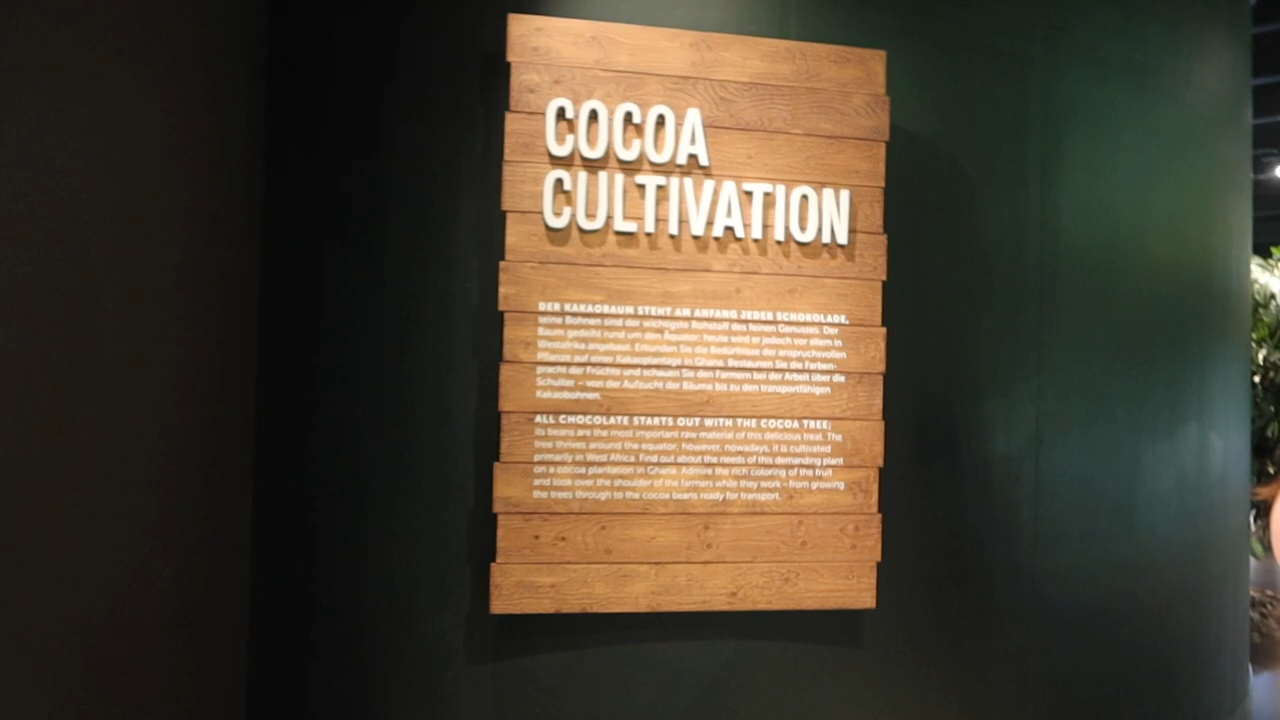 COCOA
CULTIVATION
DER KAKAOBAUM STEHT AM ANFANG JEDER SCHOKOLADE,
seine Bohnen sind der wichtigste Rohstoff des feinen Genusses. Der
Baum gedeiht rund um den Äquator; heute wird er jedoch vor allem in
Westafrika angebaut. Erkunden Sie die Bedürfnisse der anspruchsvollen
Pflanze auf einer Kakaoplantage in Ghana. Bestaunen Sie die Farben-
pracht der Früchte und schauen Sie den Farmern bei der Arbeit über die
Schulter – von der Aufzucht der Bäume bis zu den transportfähigen
Kakaobohnen.
ALL CHOCOLATE STARTS OUT WITH THE COCOA TREE;
its beans are the most important raw material of this delicious treat. The
tree thrives around the equator; however, nowadays, it is cultivated
primarily in West Africa. Find out about the needs of this demanding plant
on a cocoa plantation in Ghana. Admire the rich coloring of the fruit
and look over the shoulder of the farmers while they work – from growing
the trees through to the cocoa beans ready for transport.